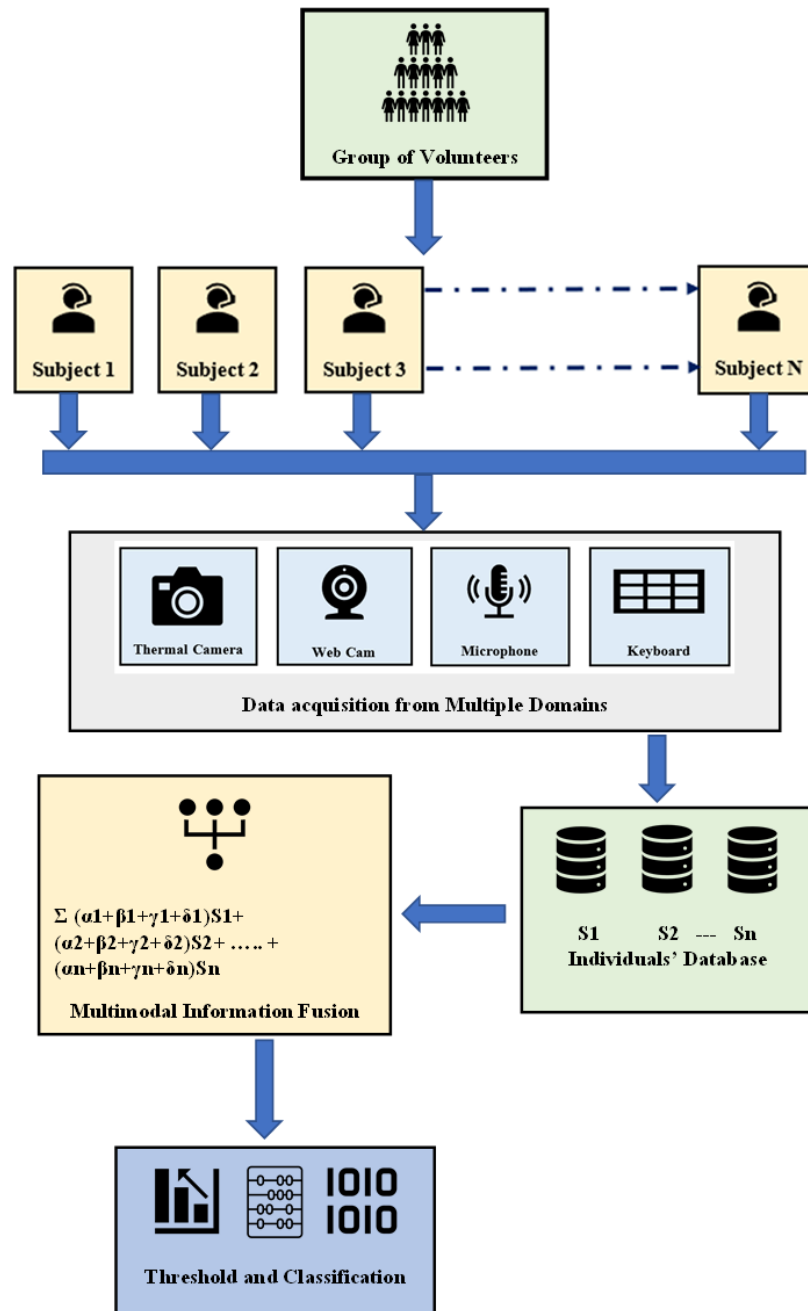 Group of Volunteers
Subject 1
Subject 2
Subject 3
Subject N
Thermal Camera
Web Cam
Microphone
Keyboard
Data acquisition from Multiple Domains
Σ (α1+β1+γ1+δ1)S1+
(α2+β2+γ2+δ2)S2+ ….. +
(αn+βn+γn+δn)Sn
Multimodal Information Fusion
S1 S2 --- Sn
Individuals’ Database
IOIO
IOIO
Threshold and Classification